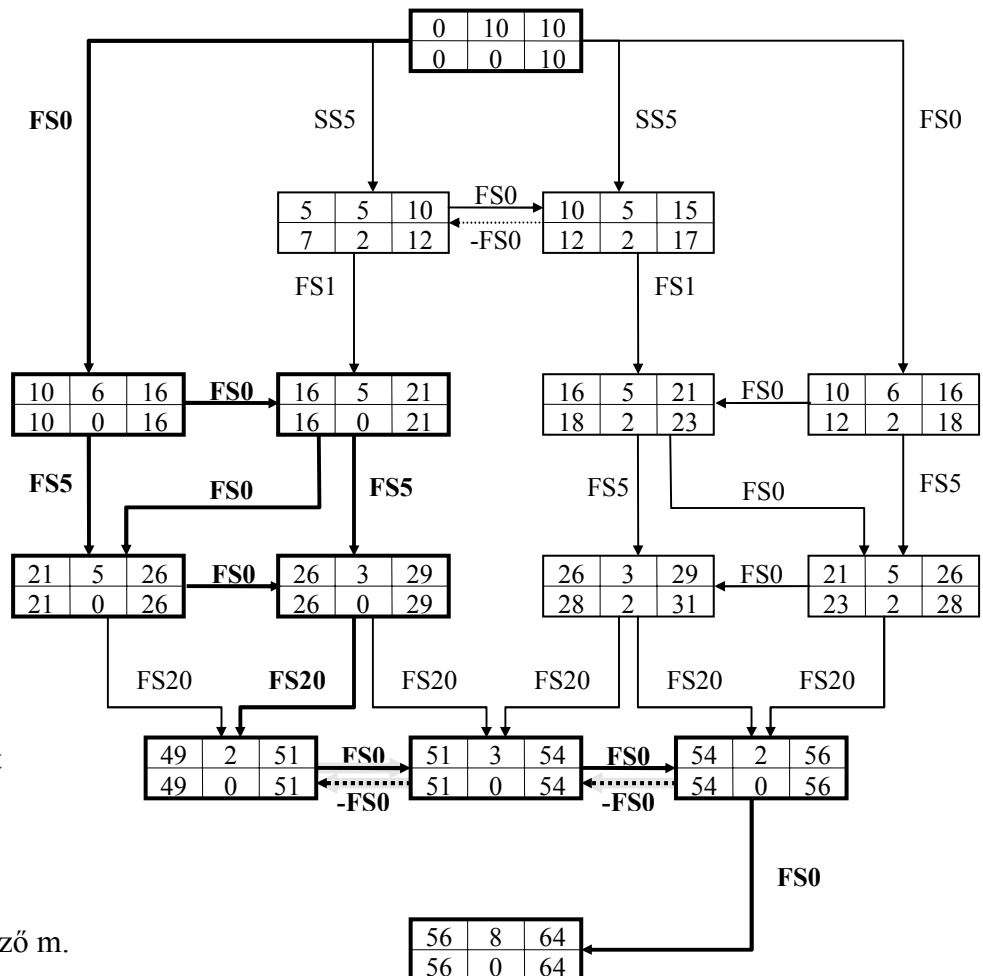 0 10 10
0 0 10
FS0 SS5 SS5 FS0
5 5 10 FS0 10 5 15
7 2 12 -FS0 12 2 17
FS1 FS1
10 6 16 FS0 16 5 21 16 5 21 FS0 10 6 16
10 0 16 16 0 21 18 2 23 12 2 18
FS5 FS0 FS5 FS5 FS0 FS5
21 5 26 FS0 26 3 29 26 3 29 FS0 21 5 26
21 0 26 26 0 29 28 2 31 23 2 28
FS20 FS20 FS20 FS20 FS20 FS20
49 2 51 FS0 51 3 54 FS0 54 2 56
49 0 51 -FS0 51 0 54 -FS0 54 0 56
FS0
ző m. 56 8 64
56 0 64